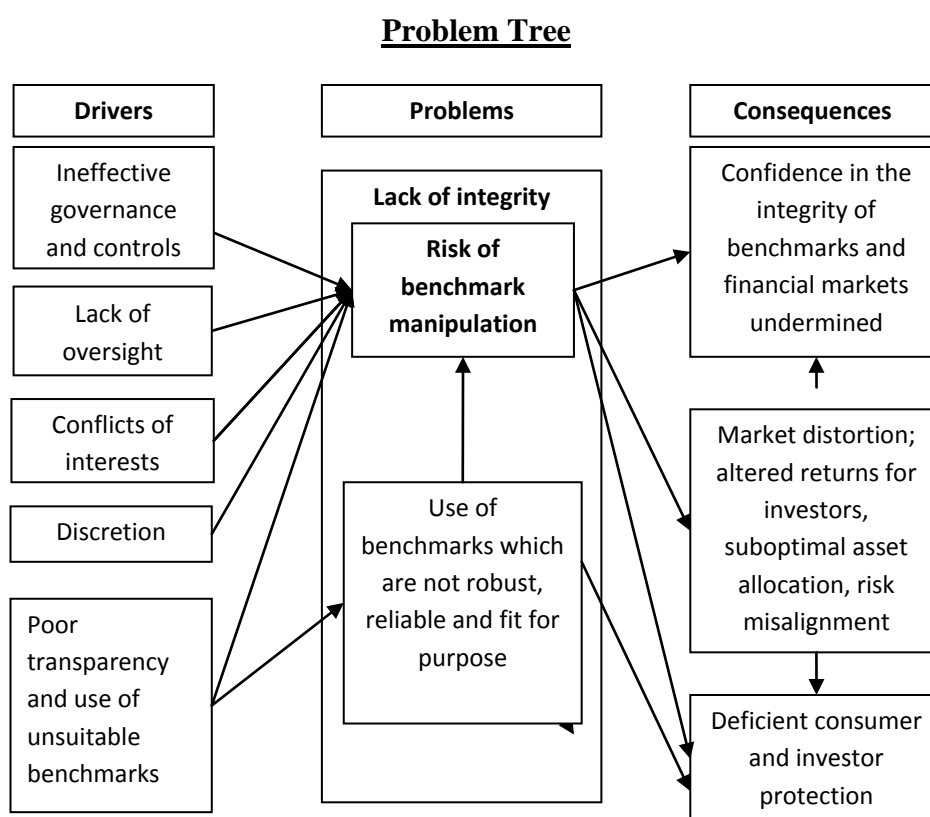 Problem Tree
Drivers
Problems
Consequences
Ineffective
governance
and controls
Lack of
oversight
Conflicts of
interests
Discretion
Poor
transparency
and use of
unsuitable
benchmarks
Lack of integrity
Risk of
benchmark
manipulation
Use of
benchmarks which
are not robust,
reliable and fit for
purpose
Confidence in the
integrity of
benchmarks and
financial markets
undermined
Market distortion;
altered returns for
investors,
suboptimal asset
allocation, risk
misalignment
Deficient consumer
and investor
protection